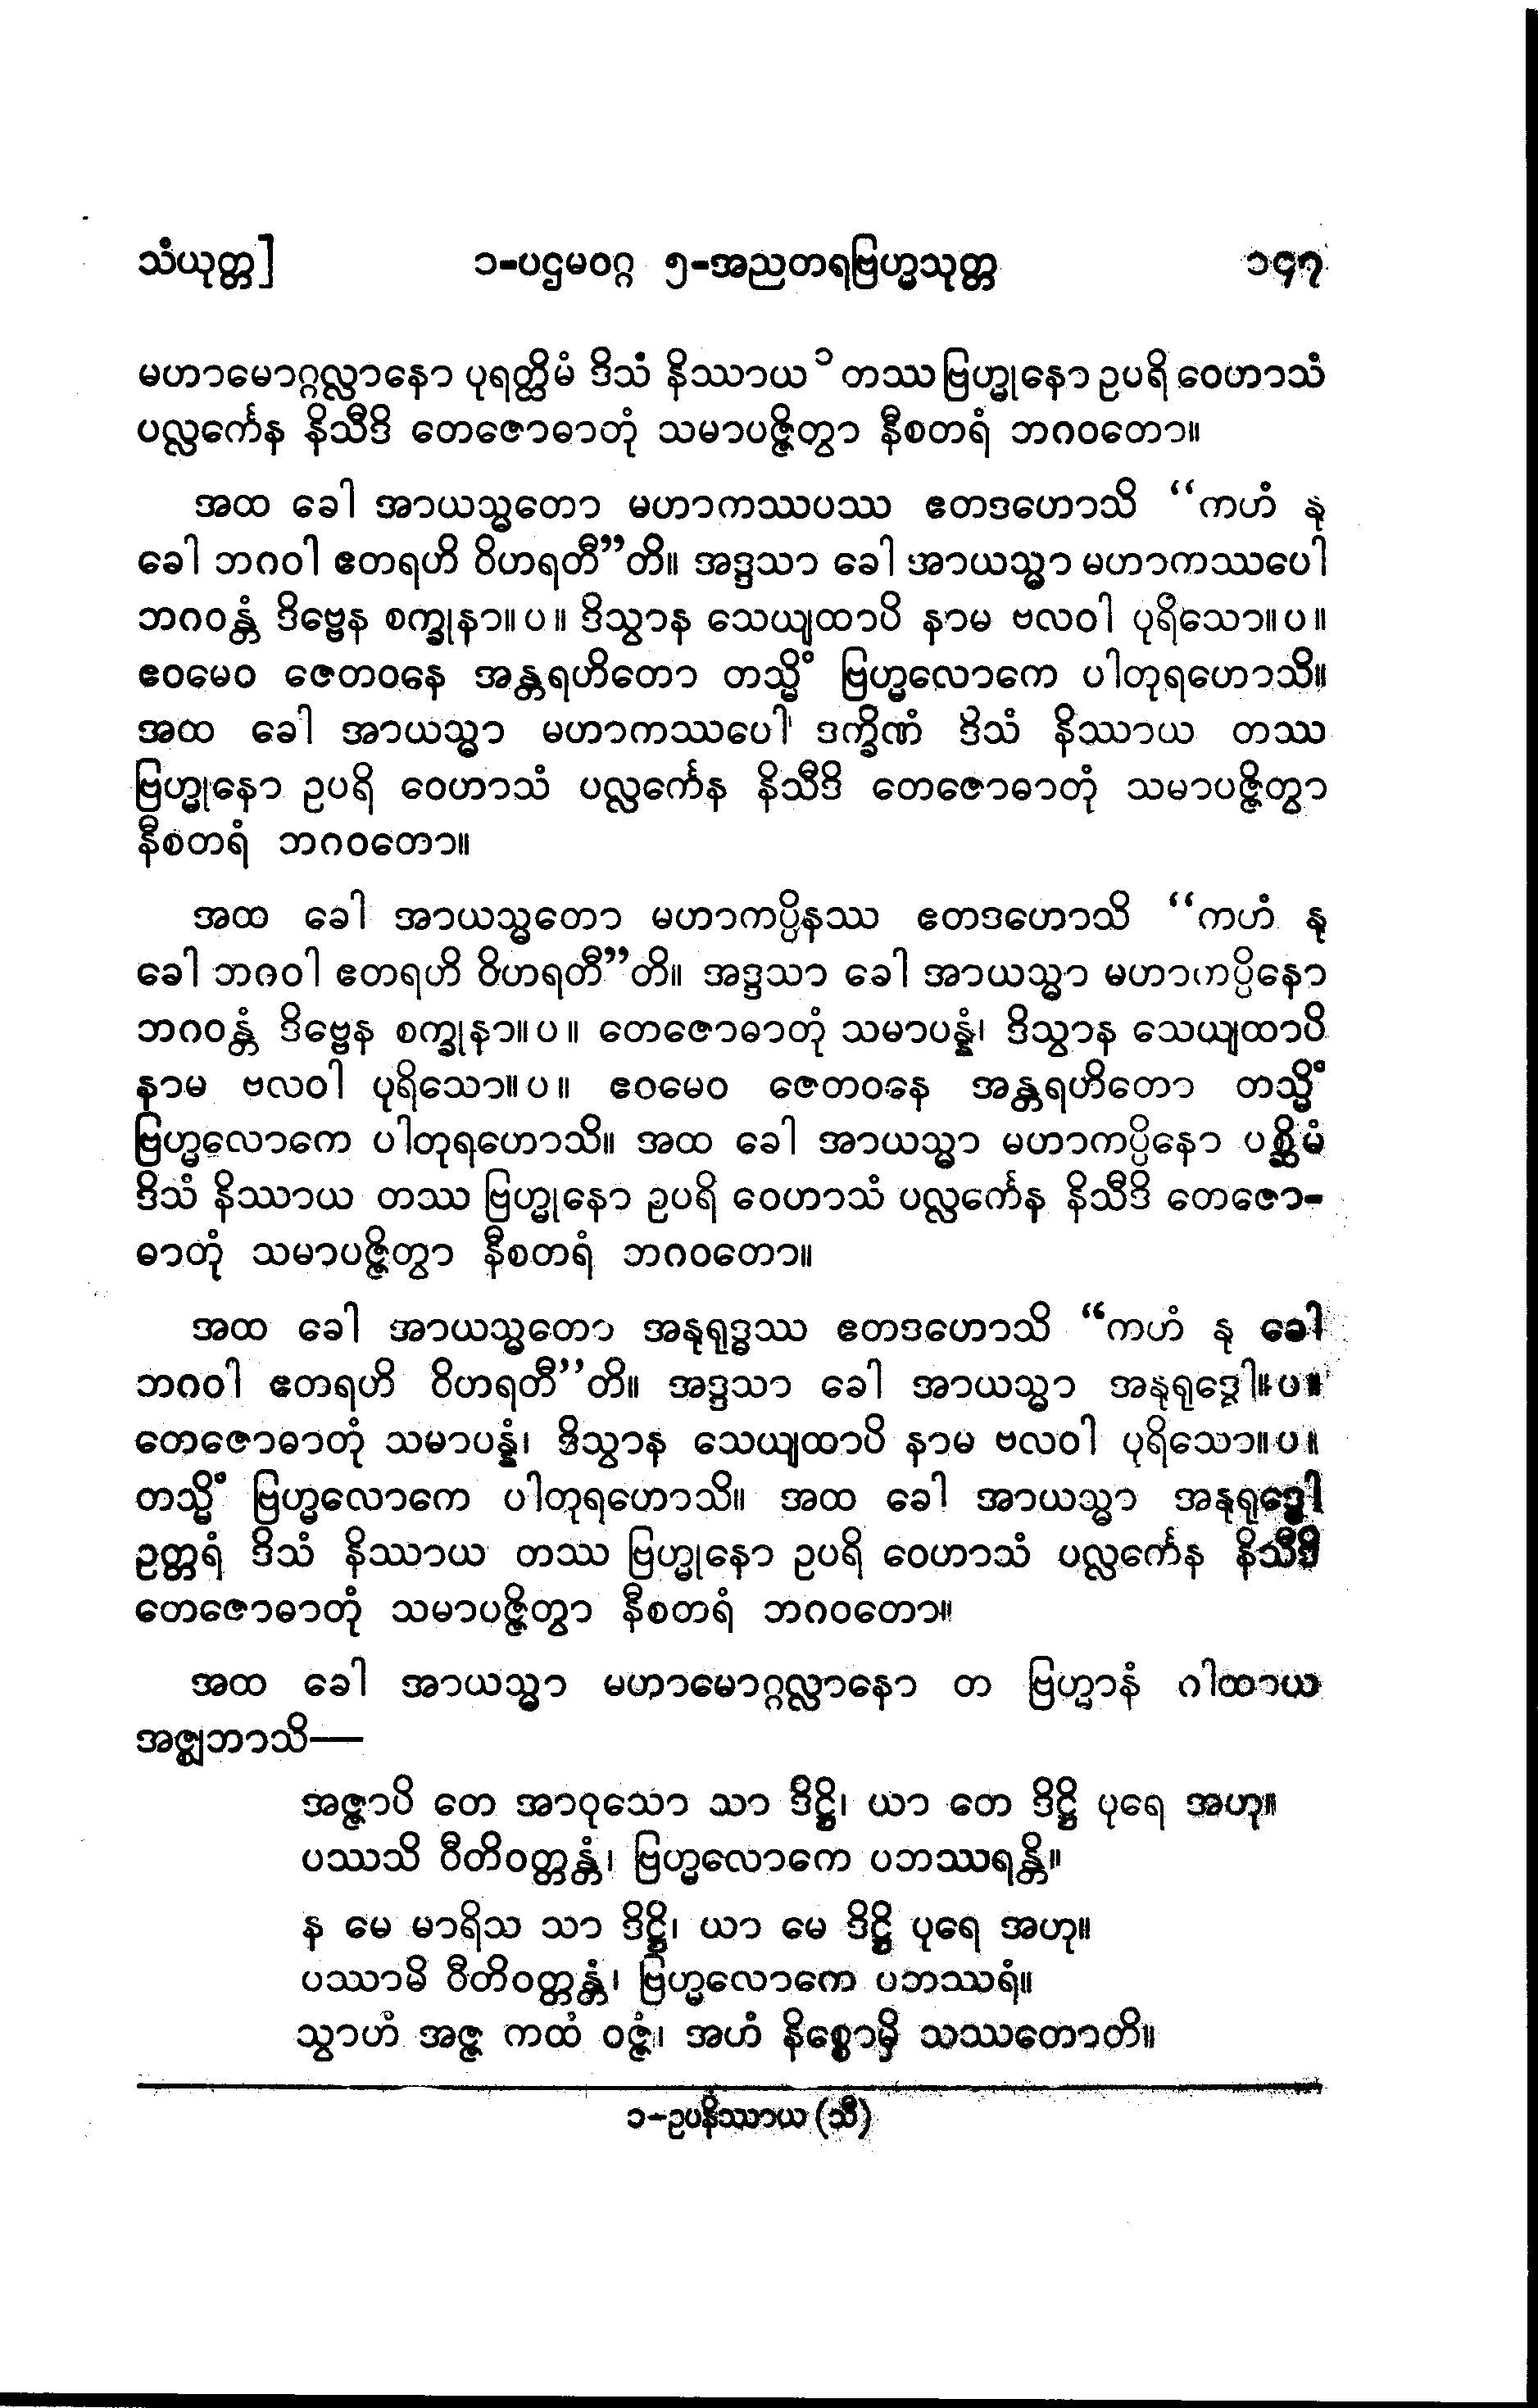 သံယုတ္တ] ၁-ပဌမဝဂ္ဂ ၅-အညတရဗြဟ္မသုတ္တ ၁၄၇
မဟာမောဂ္ဂလ္လာနော ပုရတ္ထိမံ ဒိသံ နိဿာယ ၁ တဿ ဗြဟ္မုနော ဥပရိ ဝေဟာသံ
ပလ္လင်္ကေန နိသီဒိ တေဇောဓာတုံ သမာပဇ္ဇိတွာ နီစတရံ ဘဂဝတော။
အထ ခေါ အာယသ္မတော မဟာကဿပဿ ဧတဒဟောသိ “ကဟံ နု
ခေါ ဘဂဝါ ဧတရဟိ ဝိဟရတီ”တိ။ အဒ္ဒသာ ခေါ အာယသ္မာ မဟာကဿပေါ
ဘဂဝန္တံ ဒိဗ္ဗေန စက္ခုနာ။ ပ။ ဒိသွာန သေယျထာပိ နာမ ဗလဝါ ပုရိသော။ ပ။
ဧဝမေဝ ဇေတဝနေ အန္တရဟိတော တသ္မိံ ဗြဟ္မလောကေ ပါတုရဟောသိ။
အထ ခေါ အာယသ္မာ မဟာကဿပေါ ဒက္ခိဏံ ဒိသံ နိဿာယ တဿ
ဗြဟ္မုနော ဥပရိ ဝေဟာသံ ပလ္လင်္ကေန နိသီဒိ တေဇောဓာတုံ သမာပဇ္ဇိတွာ
နီစတရံ ဘဂဝတော။
အထ ခေါ အာယသ္မတော မဟာကပ္ပိနဿ ဧတဒဟောသိ “ကဟံ နု
ခေါ ဘဂဝါ ဧတရဟိ ဝိဟရတီ”တိ။ အဒ္ဒသာ ခေါ အာယသ္မာ မဟာကပ္ပိနော
ဘဂဝန္တံ ဒိဗ္ဗေန စက္ခုနာ။ ပ။ တေဇောဓာတုံ သမာပန္နံ၊ ဒိသွာန သေယျထာပိ
နာမ ဗလဝါ ပုရိသော။ ပ။ ဧဝမေဝ ဇေတဝနေ အန္တရဟိတော တသ္မိံ
ဗြဟ္မလောကေ ပါတုရဟောသိ။ အထ ခေါ အာယသ္မာ မဟာကပ္ပိနော ပစ္ဆိမံ
ဒိသံ နိဿာယ တဿ ဗြဟ္မုနော ဥပရိ ဝေဟာသံ ပလ္လင်္ကေန နိသီဒိ တေဇော-
ဓာတုံ သမာပဇ္ဇိတွာ နီစတရံ ဘဂဝတော။
အထ ခေါ အာယသ္မတော အနုရုဒ္ဓဿ ဧတဒဟောသိ “ကဟံ နု ခေါ
ဘဂဝါ ဧတရဟိ ဝိဟရတီ”တိ။ အဒ္ဒသာ ခေါ အာယသ္မာ အနုရုဒ္ဓေါ။ ပ။
တေဇောဓာတုံ သမာပန္နံ၊ ဒိသွာန သေယျထာပိ နာမ ဗလဝါ ပုရိသော။ ပ။
တသ္မိံ ဗြဟ္မလောကေ ပါတုရဟောသိ။ အထ ခေါ အာယသ္မာ အနုရုဒ္ဓေါ
ဥတ္တရံ ဒိသံ နိဿာယ တဿ ဗြဟ္မုနော ဥပရိ ဝေဟာသံ ပလ္လင်္ကေန နိသီဒိ
တေဇောဓာတုံ သမာပဇ္ဇိတွာ နီစတရံ ဘဂဝတော။
အထ ခေါ အာယသ္မာ မဟာမောဂ္ဂလ္လာနော တ ဗြဟ္မာနံ ဂါထာယ
အဇ္ဈဘာသိ—
အဇ္ဇာပိ တေ အာဝုသော သာ ဒိဋ္ဌိ၊ ယာ တေ ဒိဋ္ဌိ ပုရေ အဟု။
ပဿသိ ဝီတိဝတ္တန္တံ၊ ဗြဟ္မလောကေ ပဘဿရန္တိ။
န မေ မာရိသ သာ ဒိဋ္ဌိ၊ ယာ မေ ဒိဋ္ဌိ ပုရေ အဟု။
ပဿာမိ ဝီတိဝတ္တန္တံ၊ ဗြဟ္မလောကေ ပဘဿရံ။
သွာဟံ အဇ္ဇ ကထံ ဝဇ္ဇံ၊ အဟံ နိစ္စောမှိ သဿတောတိ။
၁-ဥပနိဿာယ (သီ)